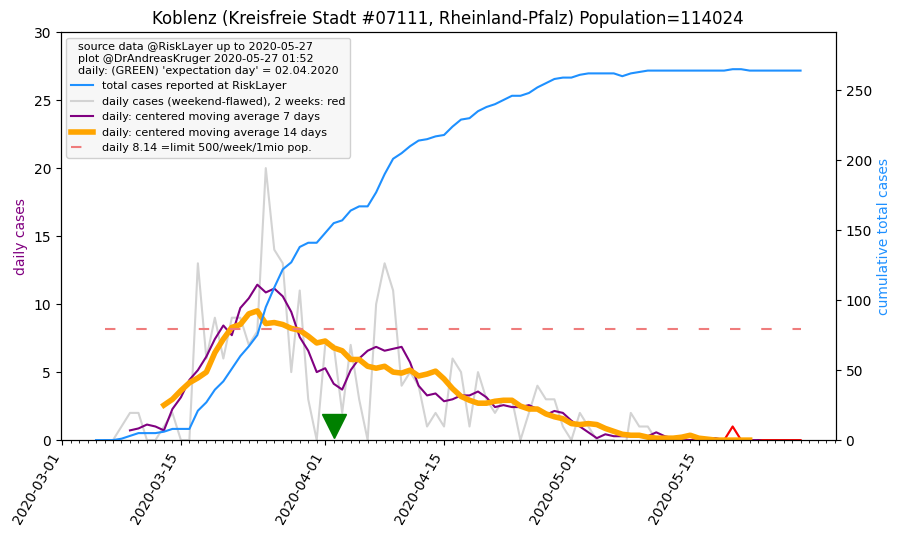 Koblenz (Kreisfreie Stadt #07111, Rheinland-Pfalz) Population=114024
source data @RiskLayer up to 2020-05-27
plot @DrAndreasKruger 2020-05-27 01:52
daily: (GREEN) 'expectation day' = 02.04.2020
total cases reported at RiskLayer
daily cases (weekend-flawed), 2 weeks: red
daily: centered moving average 7 days
daily: centered moving average 14 days
daily 8.14 =limit 500/week/1mio pop.
daily cases
30
25
20
15
10
5
0
cumulative total cases
250
200
150
100
50
0
2020-03-01
2020-03-15
2020-04-01
2020-04-15
2020-05-01
2020-05-15